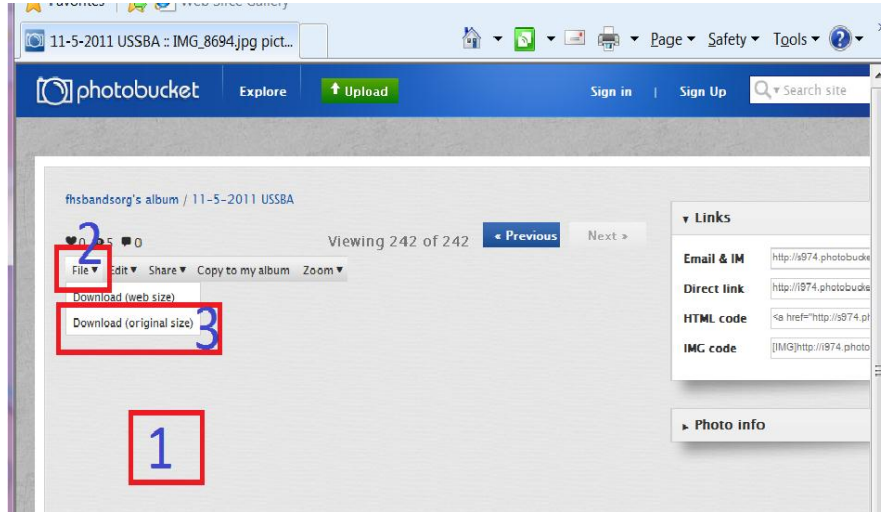 Favorites
Web Slice Gallery
11-5-2011 USSBA :: IMG_8694.jpg pict...
Page Safety Tools
photobucket Explore Upload Sign in | Sign Up Search site
fhsbandsorg's album / 11-5-2011 USSBA
0 5 0
Viewing 242 of 242 « Previous Next »
2
File Edit Share Copy to my album Zoom
Download (web size)
Download (original size)
3
1
Links
Email & IM http://s974.photobucke
Direct link http://i974.photobucke
HTML code <a href="http://s974.ph
IMG code [IMG]http://i974.photo
Photo info